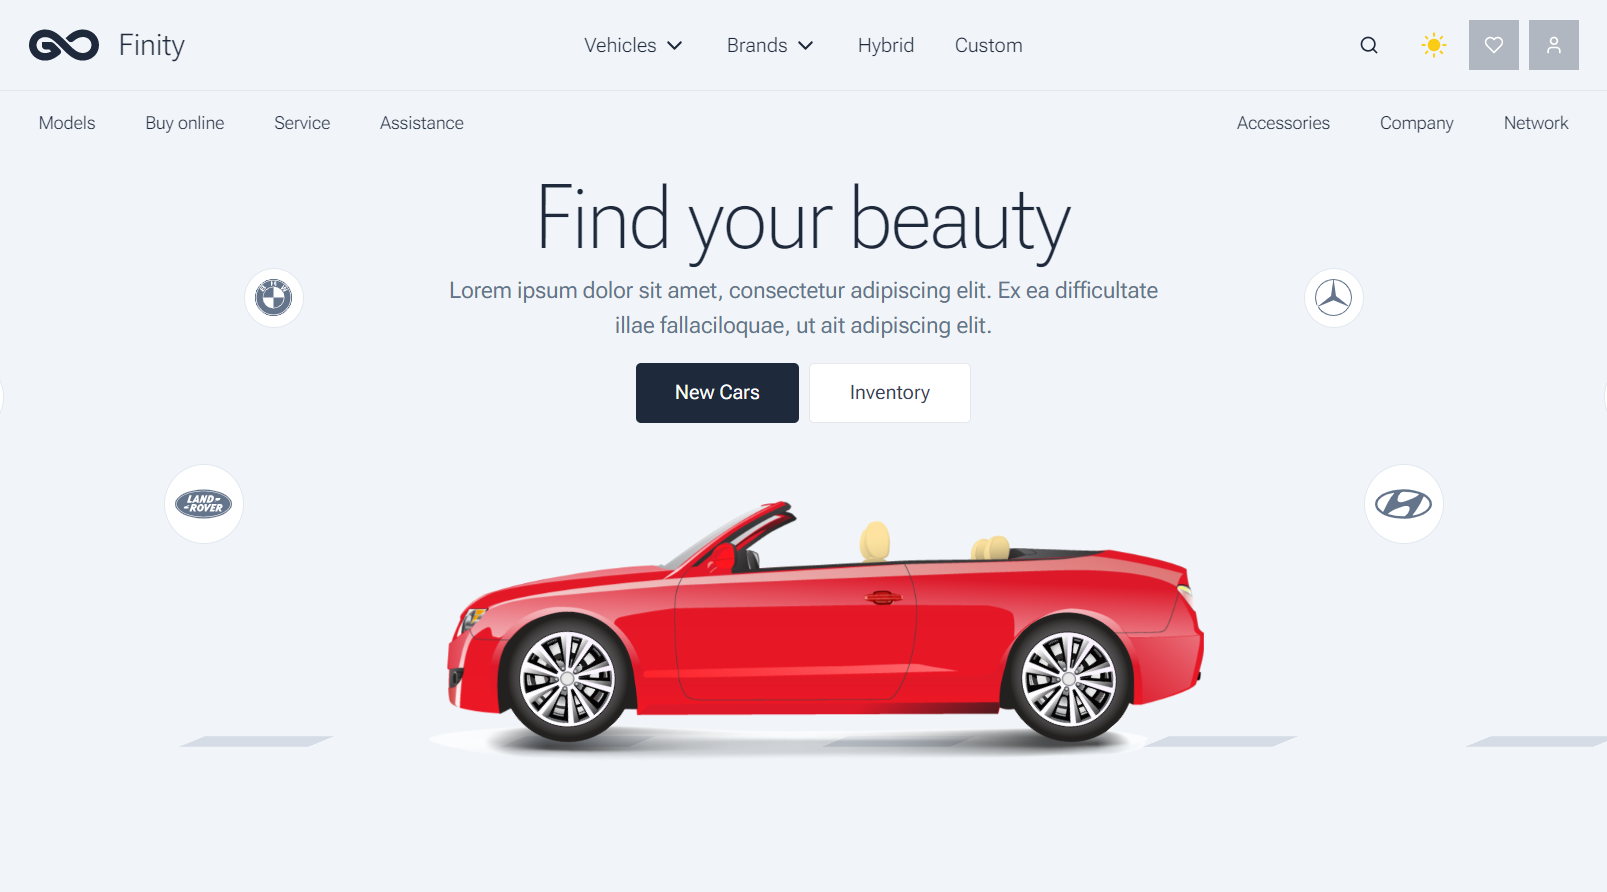 Finity
Vehicles
Brands
Hybrid
Custom
Models
Buy online
Service
Assistance
Accessories
Company
Network
Find your beauty
Lorem ipsum dolor sit amet, consectetur adipiscing elit. Ex ea difficultate
illae fallaciloquae, ut ait adipiscing elit.
New Cars
Inventory
BMW
LAND
ROVER